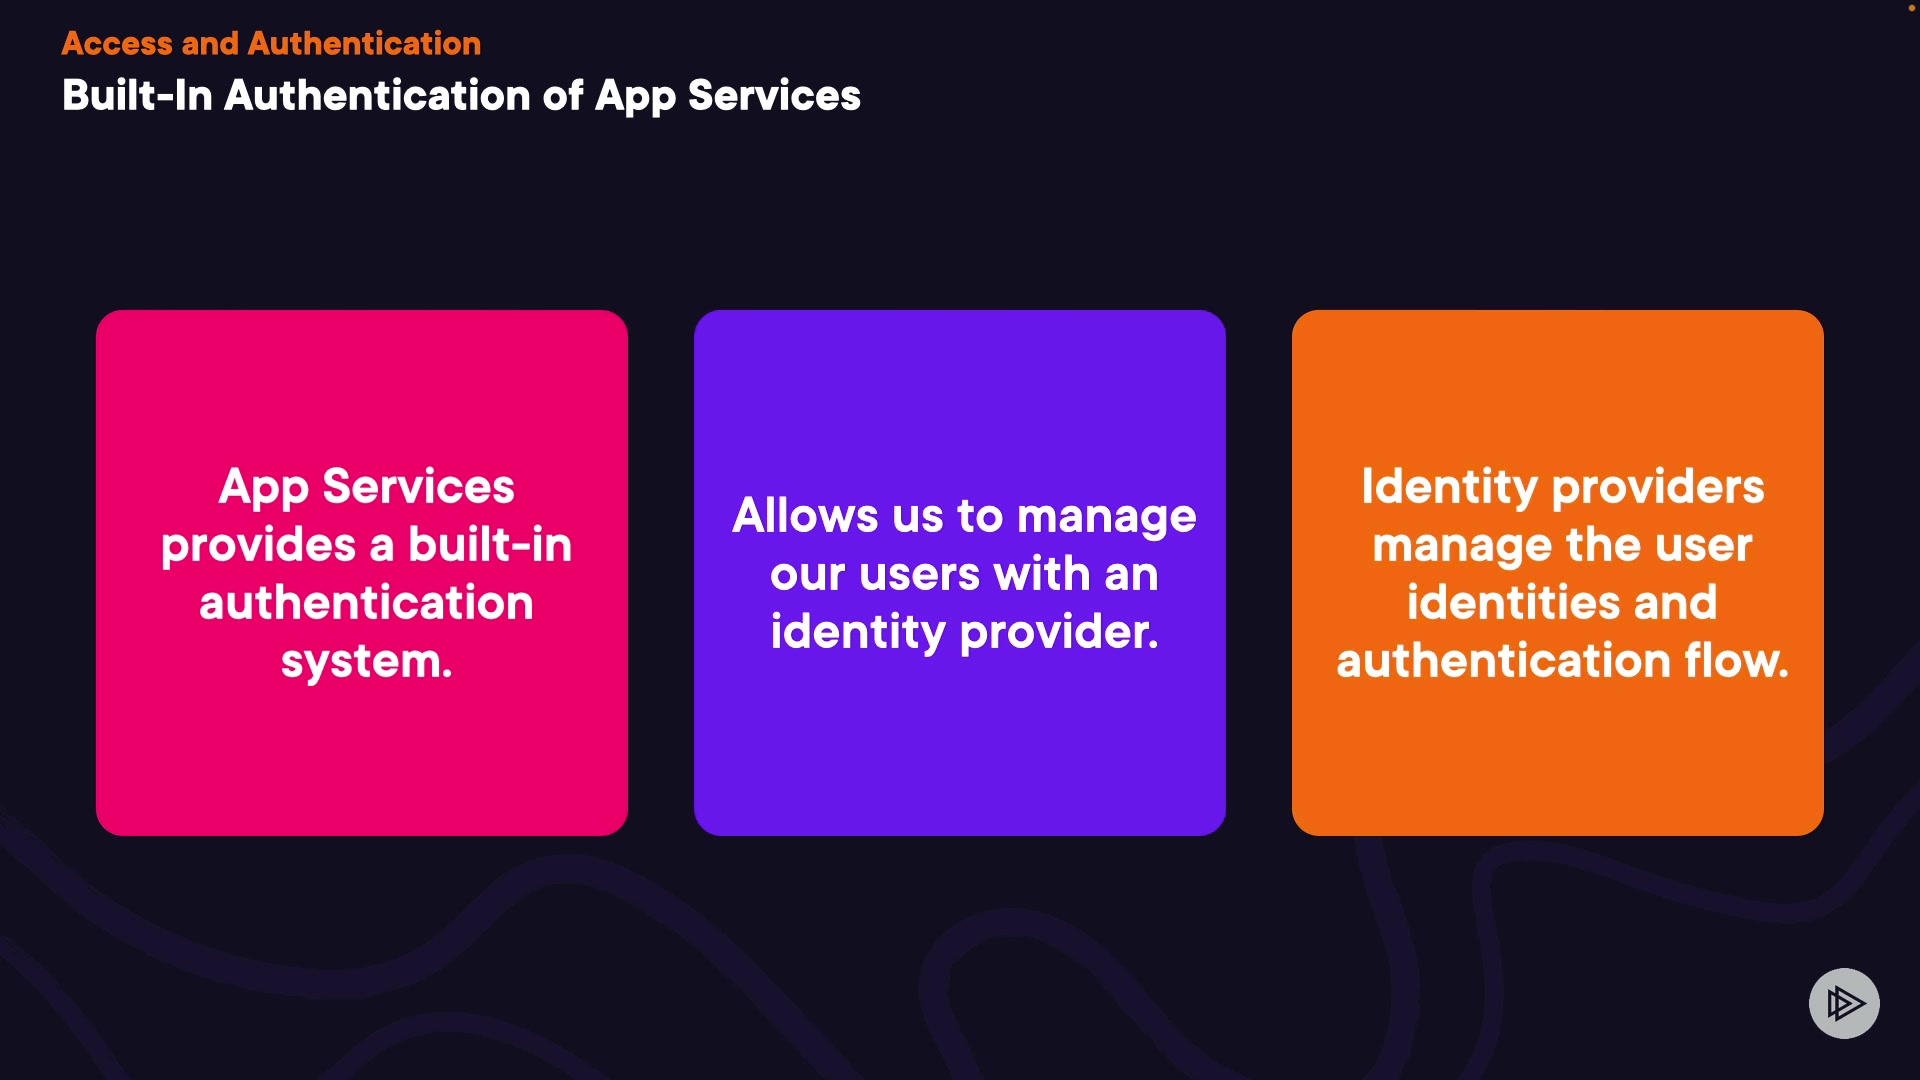 Access and Authentication
Built-In Authentication of App Services
App Services
provides a built-in
authentication
system.
Allows us to manage
our users with an
identity provider.
Identity providers
manage the user
identities and
authentication flow.